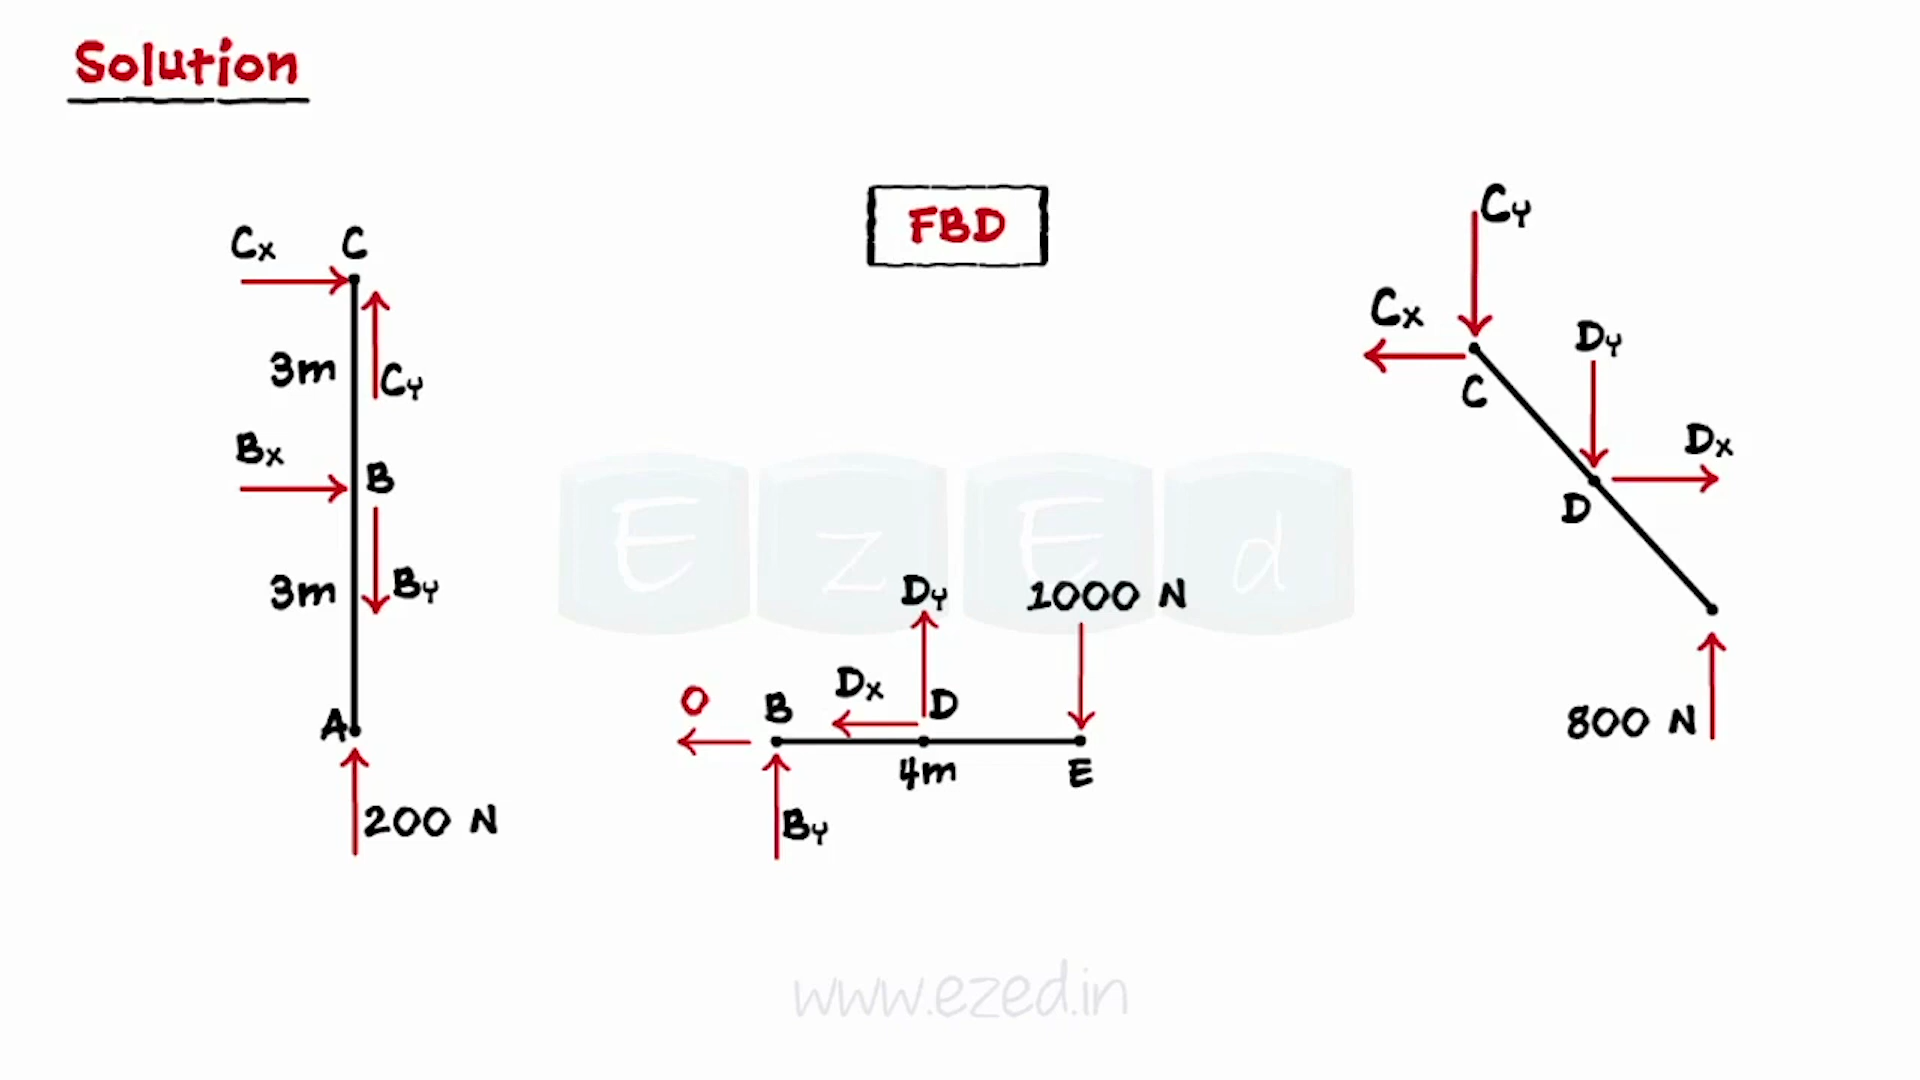 Solution
FBD
Cx C
3m
CY
Bx B
3m
BY
A
200 N
EzEd
O B Dx DY D 1000 N
4m E
BY
CY
Cx
C
DY
Dx
D
800 N
www.ezed.in